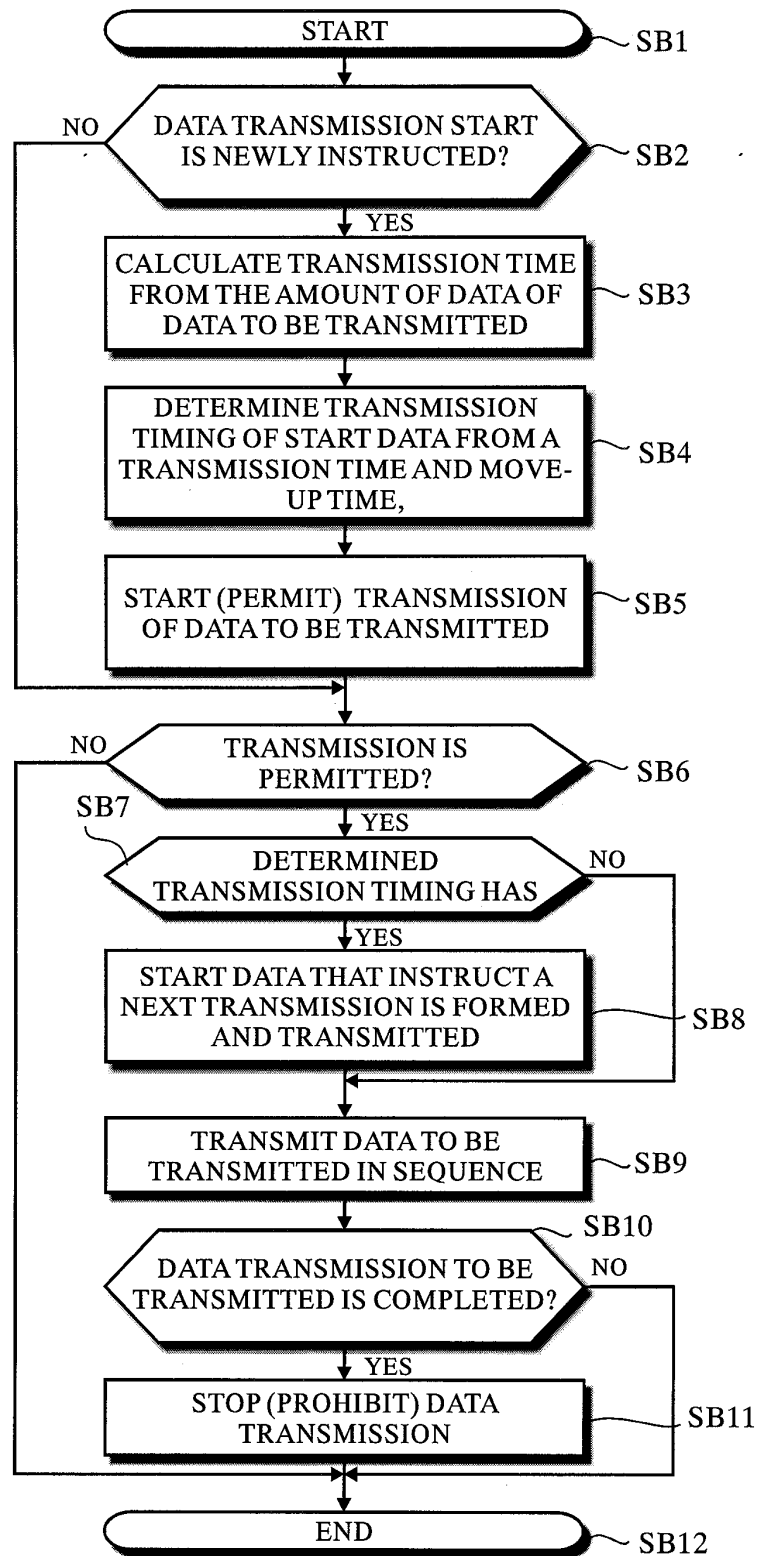 START
SB1
NO
DATA TRANSMISSION START
IS NEWLY INSTRUCTED?
SB2
YES
CALCULATE TRANSMISSION TIME
FROM THE AMOUNT OF DATA OF
DATA TO BE TRANSMITTED
SB3
DETERMINE TRANSMISSION
TIMING OF START DATA FROM A
TRANSMISSION TIME AND MOVE-
UP TIME,
SB4
START (PERMIT) TRANSMISSION
OF DATA TO BE TRANSMITTED
SB5
NO
TRANSMISSION IS
PERMITTED?
SB6
YES
SB7
DETERMINED
TRANSMISSION TIMING HAS
NO
YES
START DATA THAT INSTRUCT A
NEXT TRANSMISSION IS FORMED
AND TRANSMITTED
SB8
TRANSMIT DATA TO BE
TRANSMITTED IN SEQUENCE
SB9
SB10
DATA TRANSMISSION TO BE
TRANSMITTED IS COMPLETED?
NO
YES
STOP (PROHIBIT) DATA
TRANSMISSION
SB11
END
SB12